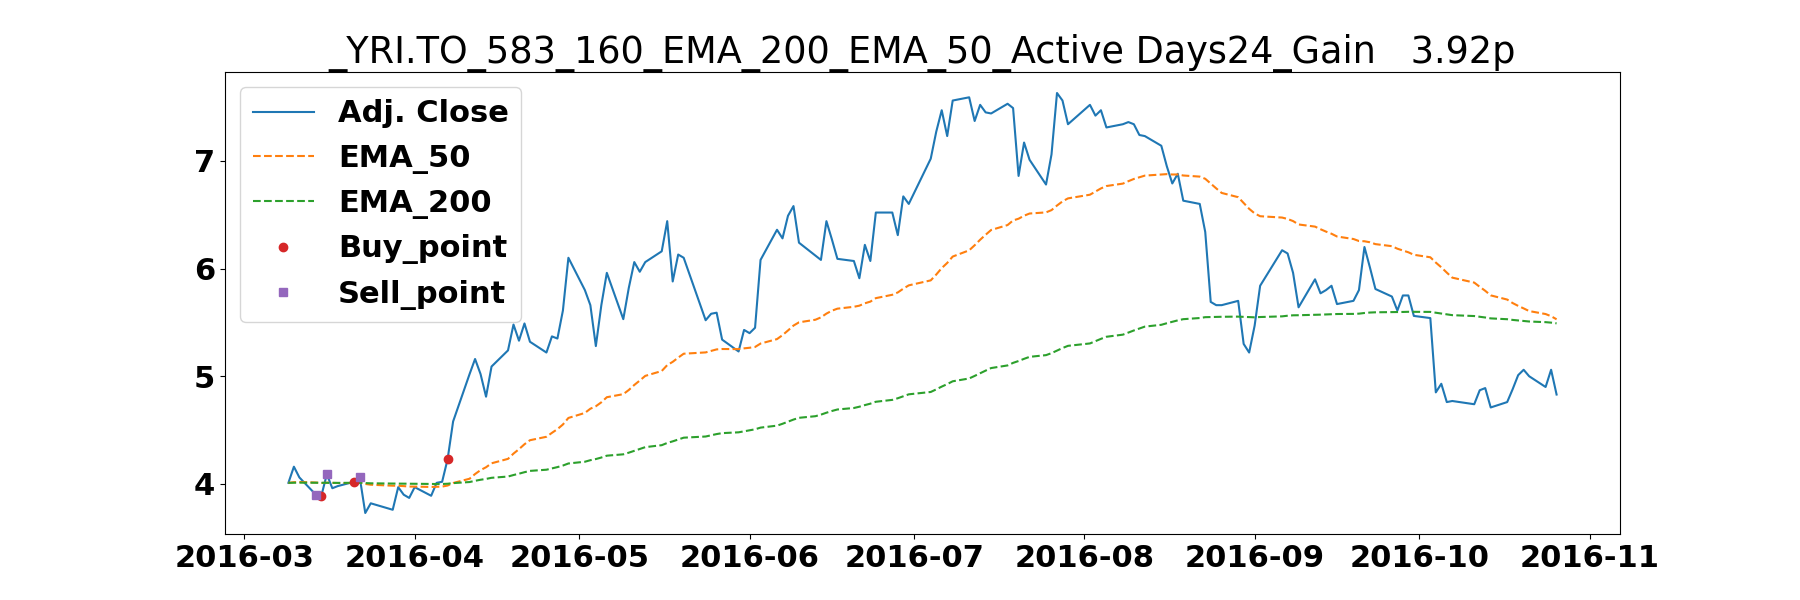 _YRI.TO_583_160_EMA_200_EMA_50_Active Days24_Gain   3.92p
Adj. Close
EMA_50
EMA_200
Buy_point
Sell_point
7
6
5
4
2016-03 2016-04 2016-05 2016-06 2016-07 2016-08 2016-09 2016-10 2016-11